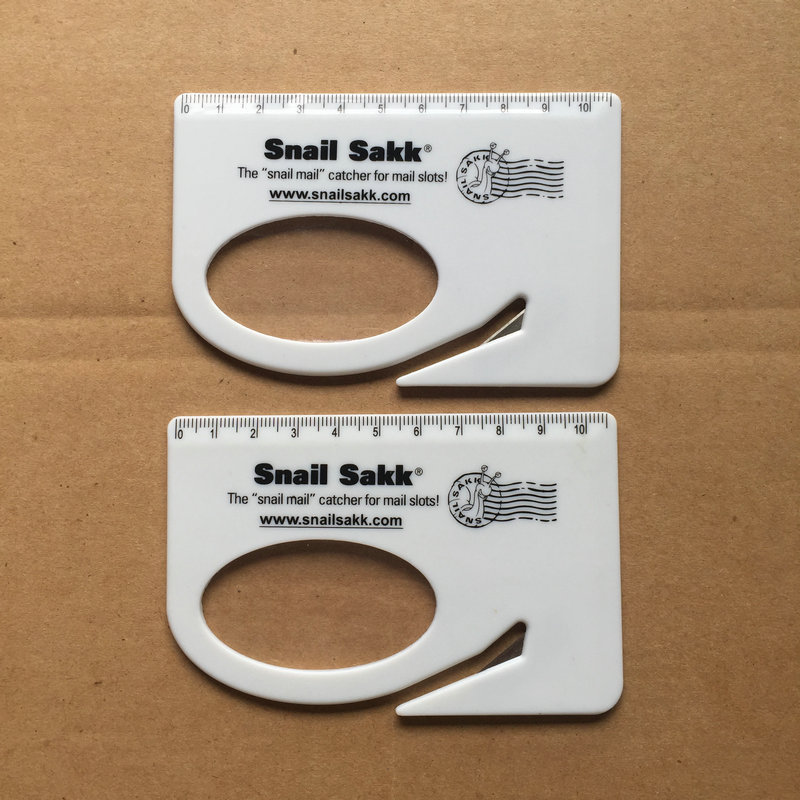 0 1 2 3 4 5 6 7 8 9 10
Snail Sakk®
The "snail mail" catcher for mail slots!
www.snailsakk.com
SNAIL SAKK
0 1 2 3 4 5 6 7 8 9 10
Snail Sakk®
The "snail mail" catcher for mail slots!
www.snailsakk.com
SNAIL SAKK